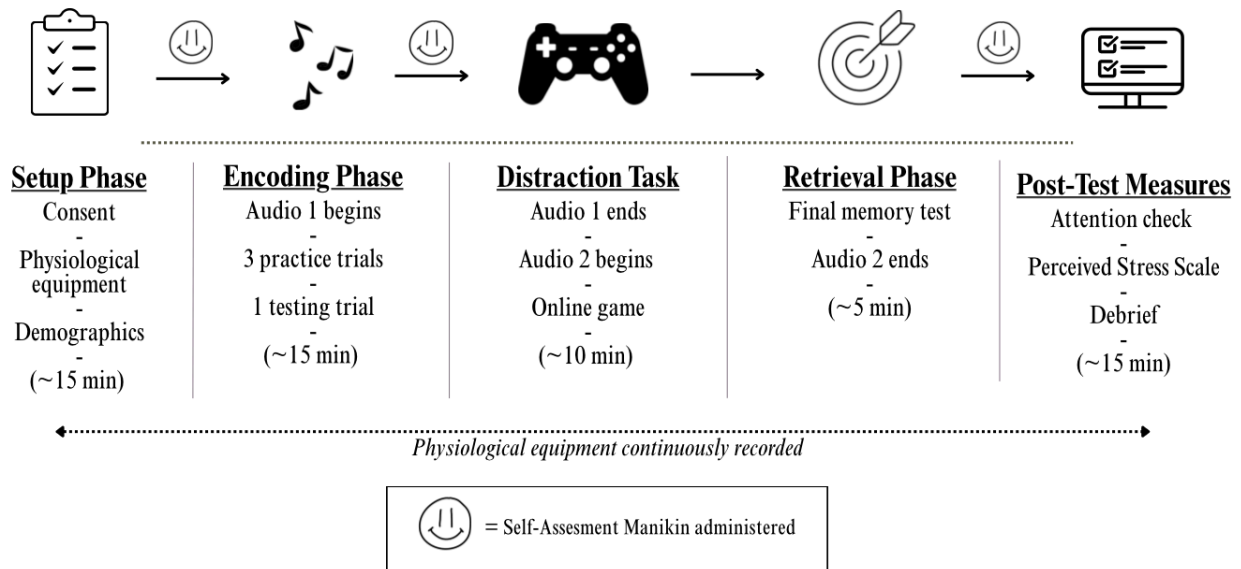 Setup Phase
Consent
-
Physiological
equipment
-
Demographics
-
(~15 min)
Encoding Phase
Audio 1 begins
-
3 practice trials
-
1 testing trial
-
(~15 min)
Distraction Task
Audio 1 ends
-
Audio 2 begins
-
Online game
-
(~10 min)
Retrieval Phase
Final memory test
-
Audio 2 ends
-
(~5 min)
Post-Test Measures
Attention check
-
Perceived Stress Scale
-
Debrief
-
(~15 min)
Physiological equipment continuously recorded
= Self-Assesment Manikin administered